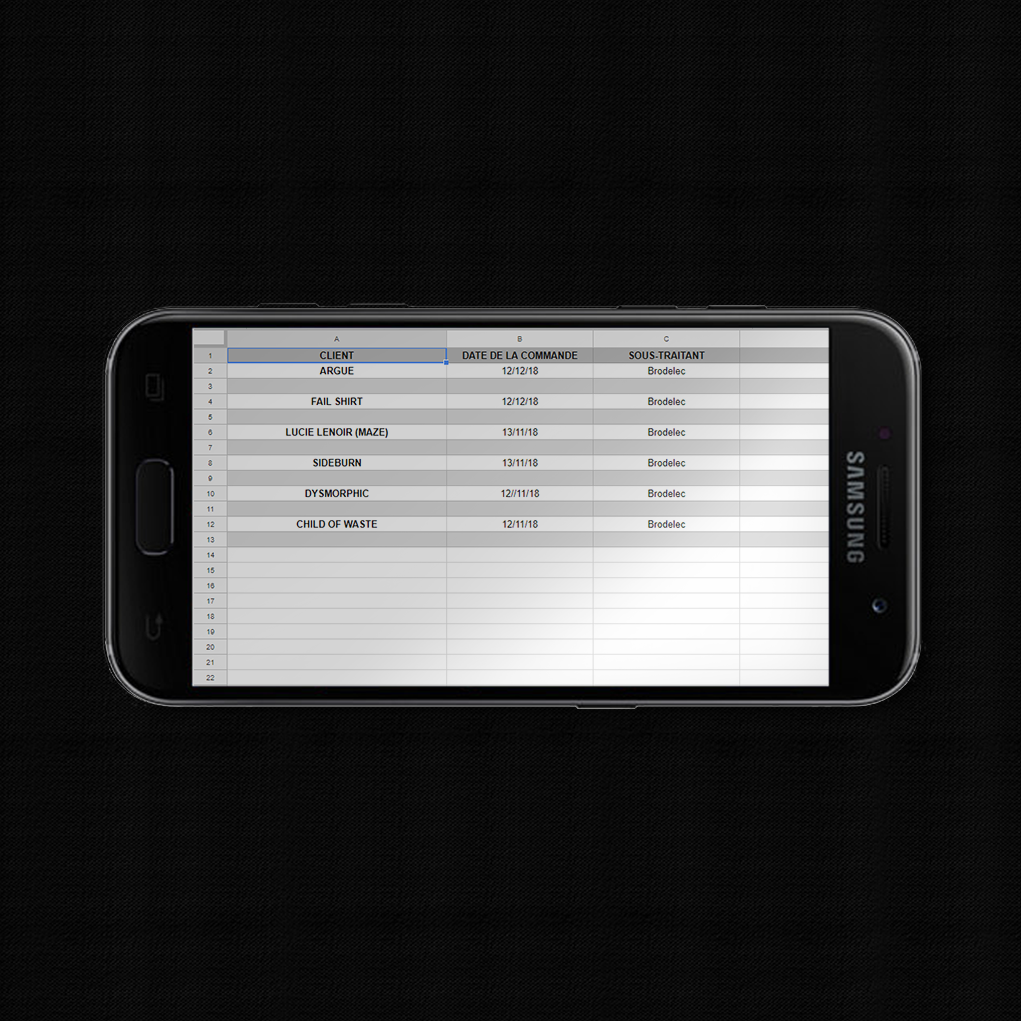 A B C
1 CLIENT DATE DE LA COMMANDE SOUS-TRAITANT
2 ARGUE 12/12/18 Brodelec
3
4 FAIL SHIRT 12/12/18 Brodelec
5
6 LUCIE LENOIR (MAZE) 13/11/18 Brodelec
7
8 SIDEBURN 13/11/18 Brodelec
9
10 DYSMORPHIC 12//11/18 Brodelec
11
12 CHILD OF WASTE 12/11/18 Brodelec
13
14
15
16
17
18
19
20
21
22
SAMSUNG